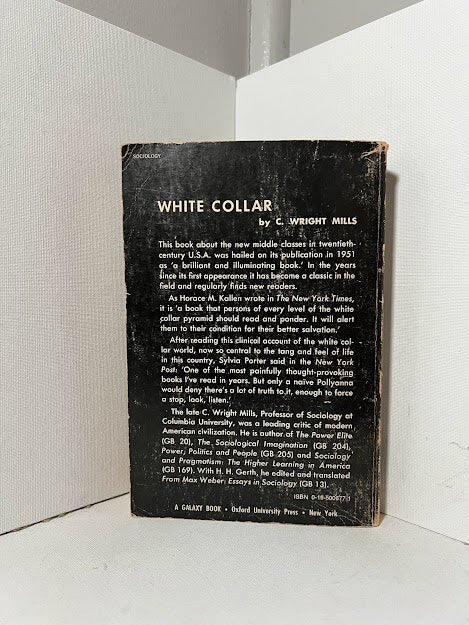 SOCIOLOGY
WHITE COLLAR
by C. WRIGHT MILLS
This book about the new middle classes in twentieth-
century U.S.A. was hailed on its publication in 1951
as 'a brilliant and illuminating book.' In the years
since its first appearance it has become a classic in the
field and regularly finds new readers.
As Horace M. Kallen wrote in The New York Times,
it is 'a book that persons of every level of the white
collar pyramid should read and ponder. It will alert
them to their condition for their better salvation.'
After reading this clinical account of the white col-
lar world, now so central to the tang and feel of life
in this country, Sylvia Porter said in the New York
Post: 'One of the most painfully thought-provoking
books I've read in years. But only a naïve Pollyanna
would deny there's a lot of truth to it, enough to force
a stop, look, listen.'
The late C. Wright Mills, Professor of Sociology at
Columbia University, was a leading critic of modern
American civilization. He is author of The Power Elite
(GB 20), The Sociological Imagination (GB 204),
Power, Politics and People (GB 205) and Sociology
and Pragmatism: The Higher Learning in America
(GB 169). With H. H. Gerth, he edited and translated
From Max Weber: Essays in Sociology (GB 13).
ISBN 0-19-500677-1
A GALAXY BOOK • Oxford University Press • New York